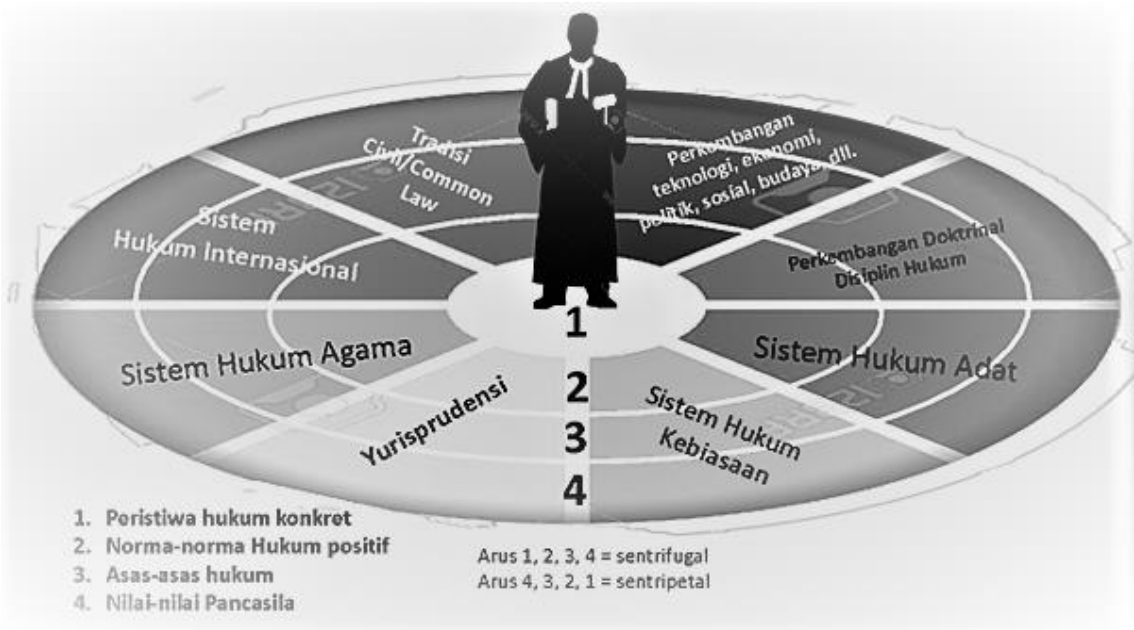 Tradisi
Civil/Common
Law
Perkembangan
teknologi, ekonomi,
politik, sosial, budaya, dll.
Sistem
Hukum Internasional
Perkembangan Doktrinal
Disiplin Hukum
1
Sistem Hukum Agama
Sistem Hukum Adat
2
Yurisprudensi
Sistem Hukum
Kebiasaan
3
4
1. Peristiwa hukum konkret
2. Norma-norma Hukum positif
3. Asas-asas hukum
4. Nilai-nilai Pancasila
Arus 1, 2, 3, 4 = sentrifugal
Arus 4, 3, 2, 1 = sentripetal